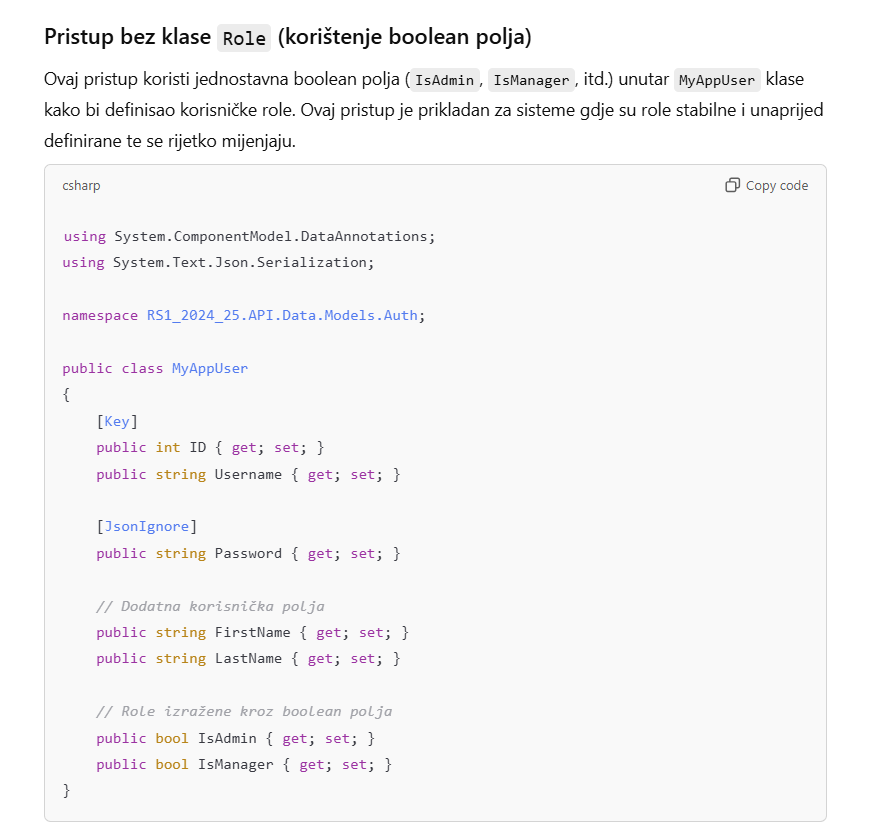 Pristup bez klase Role (korištenje boolean polja)
Ovaj pristup koristi jednostavna boolean polja (IsAdmin, IsManager, itd.) unutar MyAppUser klase
kako bi definisao korisničke role. Ovaj pristup je prikladan za sisteme gdje su role stabilne i unaprijed
definirane te se rijetko mijenjaju.
csharp
Copy code
using System.ComponentModel.DataAnnotations;
using System.Text.Json.Serialization;
namespace RS1_2024_25.API.Data.Models.Auth;
public class MyAppUser
{
    [Key]
    public int ID { get; set; }
    public string Username { get; set; }
    [JsonIgnore]
    public string Password { get; set; }
    // Dodatna korisnička polja
    public string FirstName { get; set; }
    public string LastName { get; set; }
    // Role izražene kroz boolean polja
    public bool IsAdmin { get; set; }
    public bool IsManager { get; set; }
}